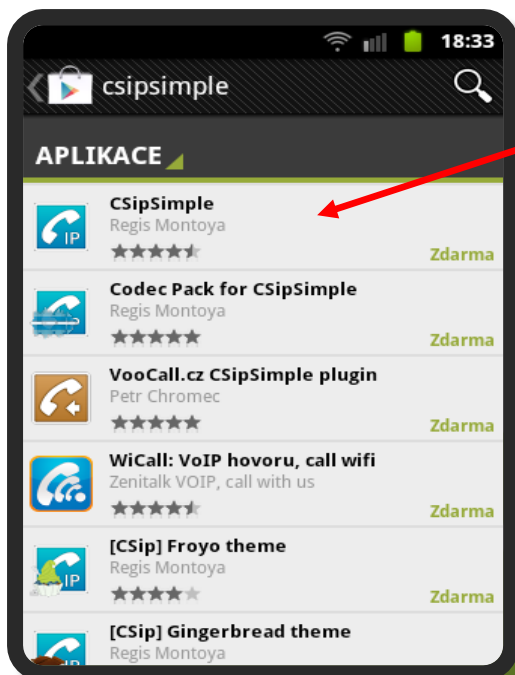 18:33
csipsimple
APLIKACE
CSipSimple
Regis Montoya
Zdarma
Codec Pack for CSipSimple
Regis Montoya
Zdarma
VooCall.cz CSipSimple plugin
Petr Chromec
Zdarma
WiCall: VoIP hovoru, call wifi
Zenitalk VOIP, call with us
Zdarma
[CSip] Froyo theme
Regis Montoya
Zdarma
[CSip] Gingerbread theme
Regis Montoya
IP
IP